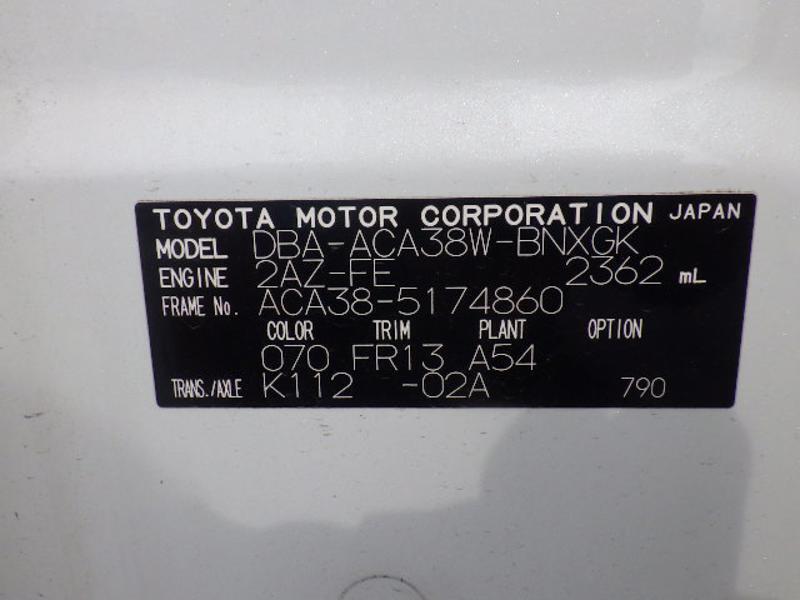 TOYOTA MOTOR CORPORATION JAPAN
MODEL DBA-ACA38W-BNXGK
ENGINE 2AZ-FE 2362 mL
FRAME No. ACA38-5174860
COLOR TRIM PLANT OPTION
070 FR13 A54
TRANS./AXLE K112 -02A 790